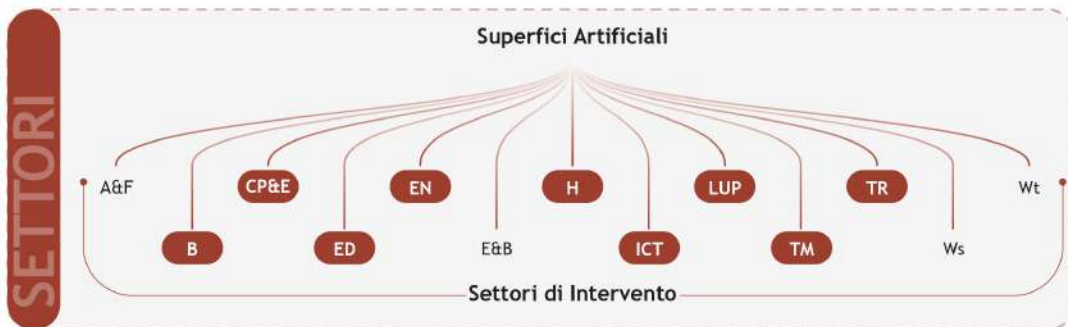 SETTORI
Superfici Artificiali
A&F
CP&E
EN
H
LUP
TR
Wt
B
ED
E&B
ICT
TM
Ws
Settori di Intervento